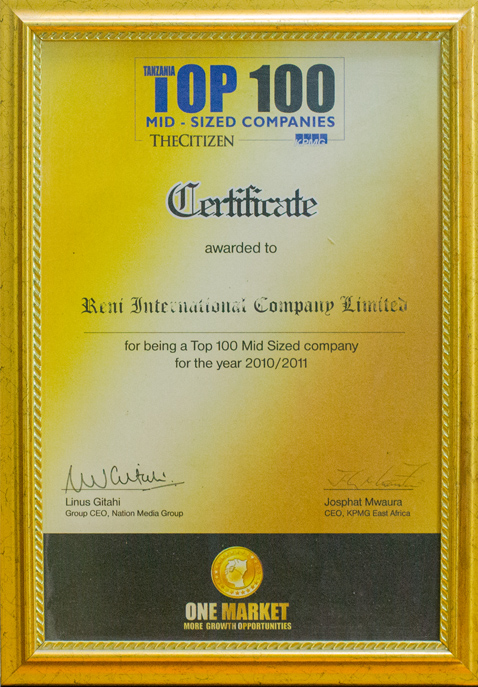 TANZANIA TOP 100
MID - SIZED COMPANIES
THE CITIZEN KPMG
Certificate
awarded to
Reni International Company Limited
for being a Top 100 Mid Sized company
for the year 2010/2011
Linus Gitahi
Group CEO, Nation Media Group
Josphat Mwaura
CEO, KPMG East Africa
ONE MARKET
MORE GROWTH OPPORTUNITIES